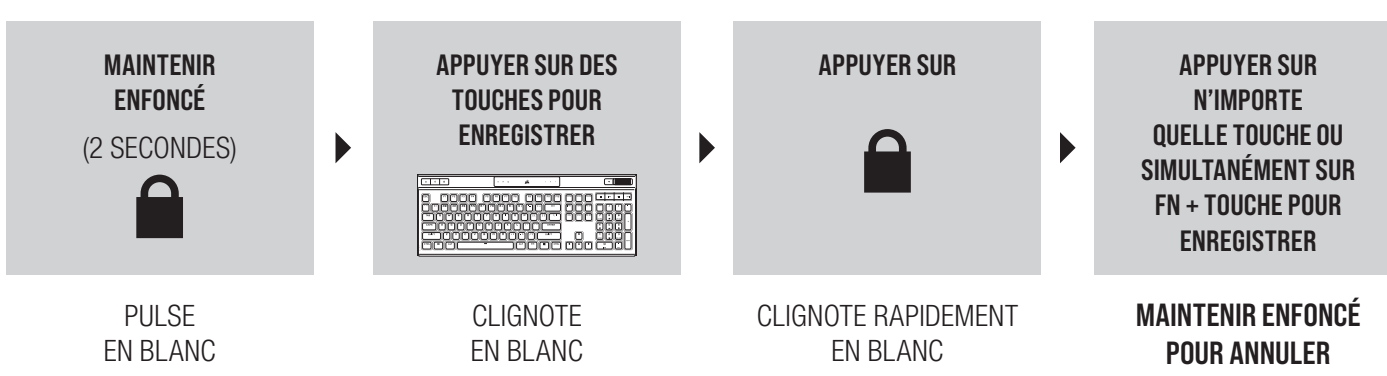 MAINTENIR
ENFONCÉ
(2 SECONDES)
PULSE
EN BLANC
APPUYER SUR DES
TOUCHES POUR
ENREGISTRER
CLIGNOTE
EN BLANC
APPUYER SUR
CLIGNOTE RAPIDEMENT
EN BLANC
APPUYER SUR
N'IMPORTE
QUELLE TOUCHE OU
SIMULTANÉMENT SUR
FN + TOUCHE POUR
ENREGISTRER
MAINTENIR ENFONCÉ
POUR ANNULER